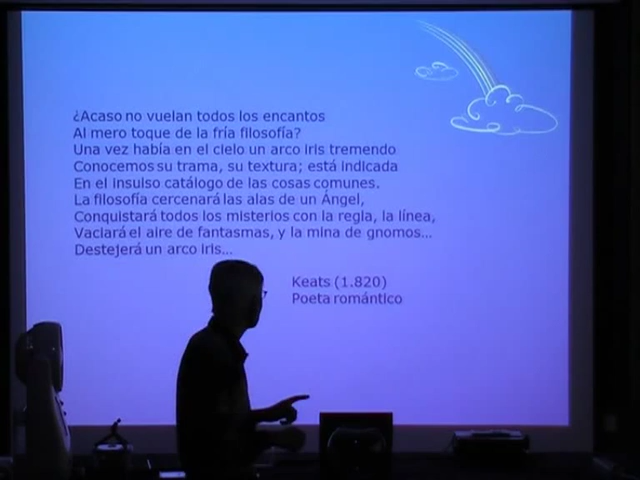 ¿Acaso no vuelan todos los encantos
Al mero toque de la fría filosofía?
Una vez había en el cielo un arco iris tremendo
Conocemos su trama, su textura; está indicada
En el insulso catálogo de las cosas comunes.
La filosofía cercenará las alas de un Ángel,
Conquistará todos los misterios con la regla, la línea,
Vaciará el aire de fantasmas, y la mina de gnomos...
Destejerá un arco iris...
Keats (1.820)
Poeta romántico